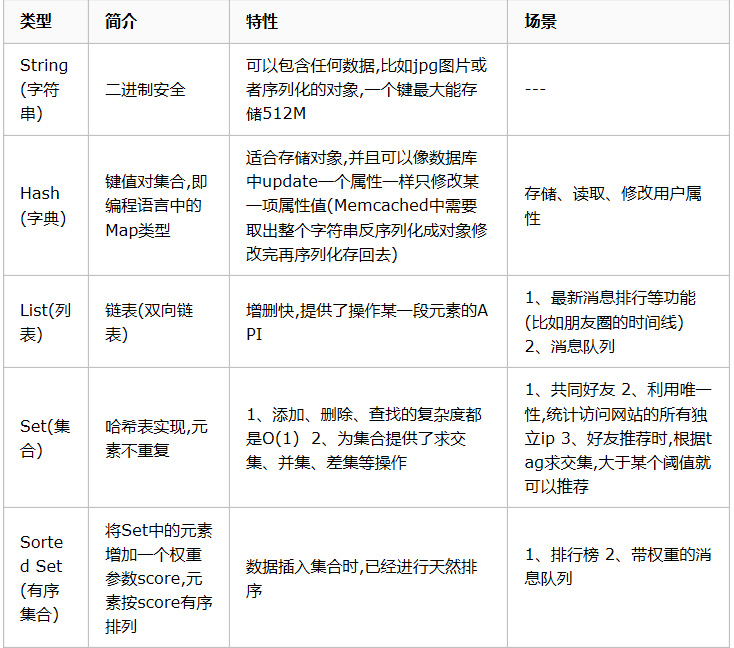 类型
简介
特性
场景
String
(字符
串)
二进制安全
可以包含任何数据,比如jpg图片或
者序列化的对象,一个键最大能存
储512M
---
Hash
(字典)
键值对集合,即
编程语言中的
Map类型
适合存储对象,并且可以像数据库
中update一个属性一样只修改某
一项属性值(Memcached中需要
取出整个字符串反序列化成对象修
改完再序列化存回去)
存储、读取、修改用户属
性
List(列
表)
链表(双向链
表)
增删快,提供了操作某一段元素的A
PI
1、最新消息排行等功能
(比如朋友圈的时间线)
2、消息队列
Set(集
合)
哈希表实现,元
素不重复
1、添加、删除、查找的复杂度都
是O(1) 2、为集合提供了求交
集、并集、差集等操作
1、共同好友 2、利用唯一
性,统计访问网站的所有独
立ip 3、好友推荐时,根据t
ag求交集,大于某个阈值就
可以推荐
Sorte
d Set
(有序
集合)
将Set中的元素
增加一个权重
参数score,元
素按score有序
排列
数据插入集合时,已经进行天然排
序
1、排行榜 2、带权重的消
息队列